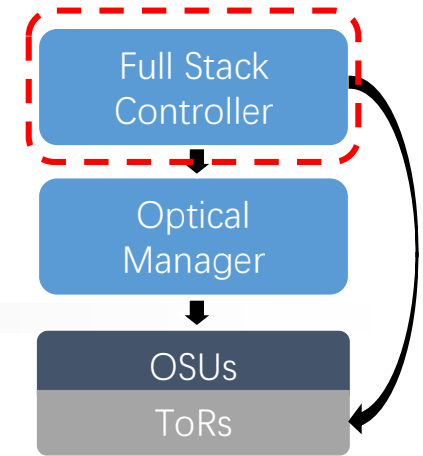 Full Stack
Controller
Optical
Manager
OSUs
ToRs